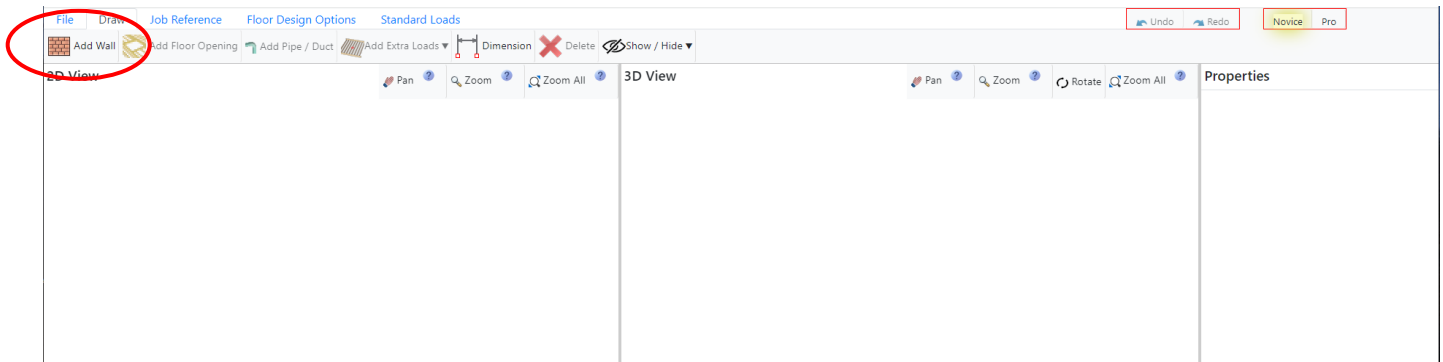 File Draw Job Reference Floor Design Options Standard Loads Undo Redo Novice Pro
Add Wall Add Floor Opening Add Pipe / Duct Add Extra Loads ▾ Dimension Delete Show / Hide ▾
2D View Pan ? Zoom ? Zoom All ? 3D View Pan ? Zoom ? Rotate Zoom All ? Properties